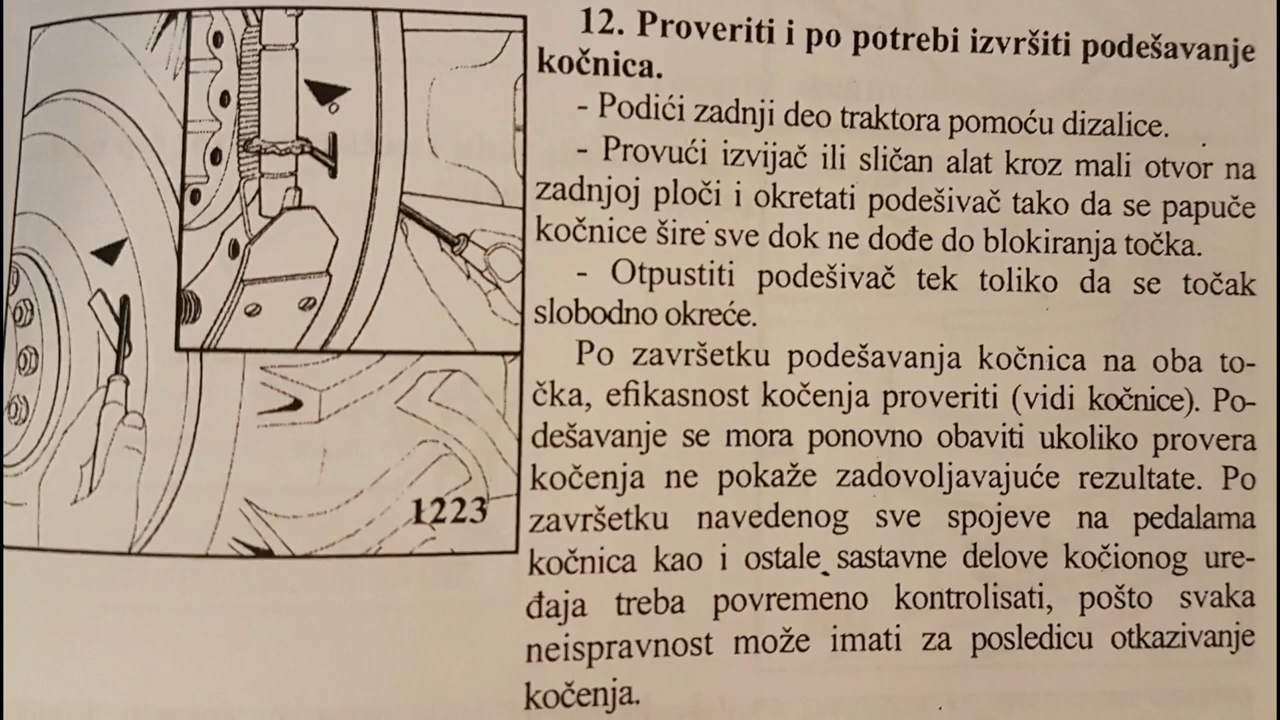 12. Proveriti i po potrebi izvršiti podešavanje
kočnica.
- Podići zadnji deo traktora pomoću dizalice.
- Provući izvijač ili sličan alat kroz mali otvor na
zadnjoj ploči i okretati podešivač tako da se papuče
kočnice šire sve dok ne dođe do blokiranja točka.
- Otpustiti podešivač tek toliko da se točak
slobodno okreće.
Po završetku podešavanja kočnica na oba to-
čka, efikasnost kočenja proveriti (vidi kočnice). Po-
dešavanje se mora ponovno obaviti ukoliko provera
kočenja ne pokaže zadovoljavajuće rezultate. Po
završetku navedenog sve spojeve na pedalama
kočnica kao i ostale sastavne delove kočionog ure-
đaja treba povremeno kontrolisati, pošto svaka
neispravnost može imati za posledicu otkazivanje
kočenja.
1223